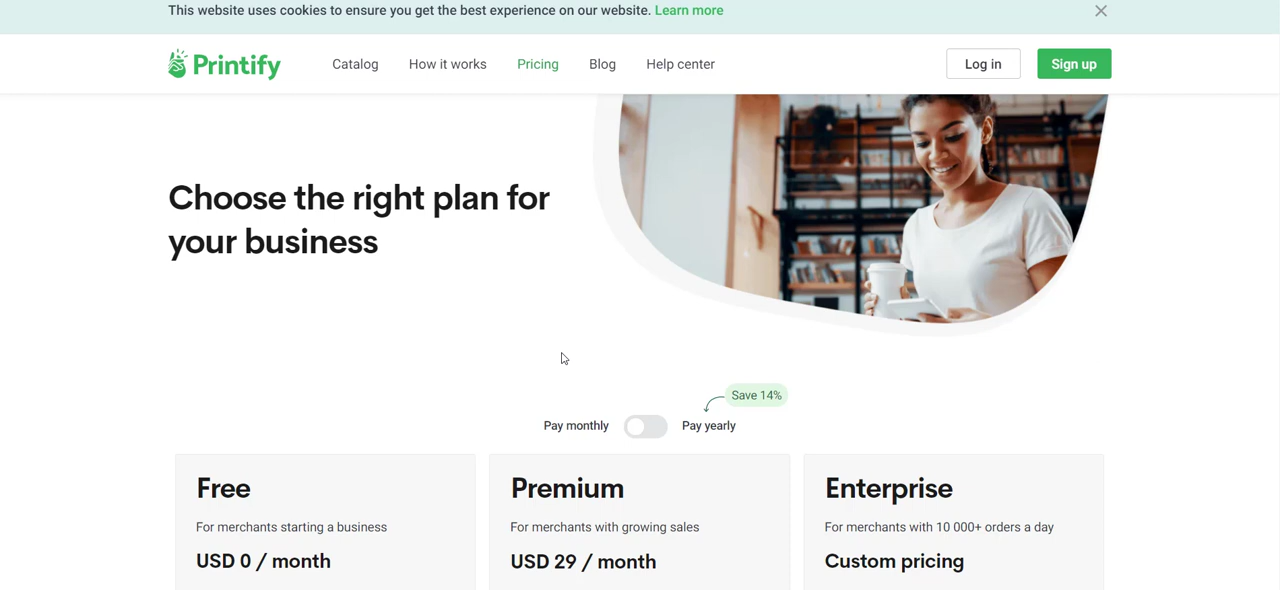 This website uses cookies to ensure you get the best experience on our website. Learn more
Printify
Catalog
How it works
Pricing
Blog
Help center
Log in
Sign up
Choose the right plan for
your business
Save 14%
Pay monthly
Pay yearly
Free
For merchants starting a business
USD 0 / month
Premium
For merchants with growing sales
USD 29 / month
Enterprise
For merchants with 10 000+ orders a day
Custom pricing